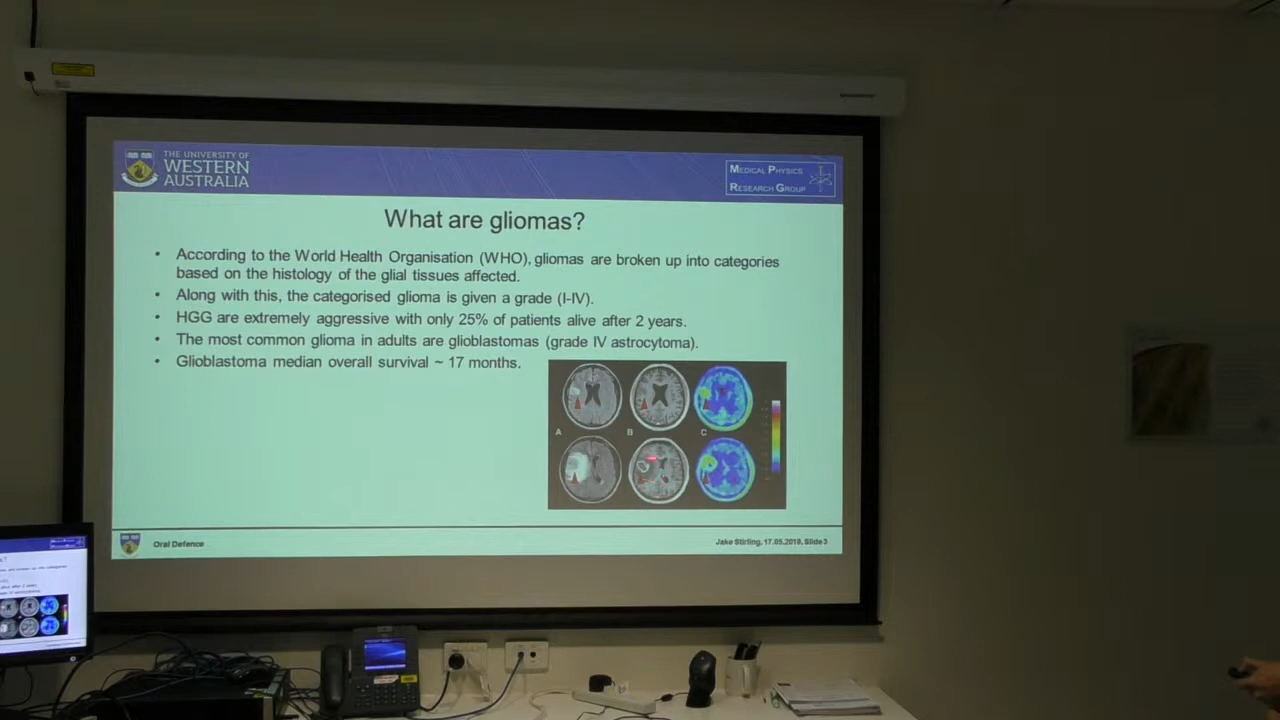 THE UNIVERSITY OF
WESTERN
AUSTRALIA
MEDICAL PHYSICS
RESEARCH GROUP
What are gliomas?
• According to the World Health Organisation (WHO), gliomas are broken up into categories
based on the histology of the glial tissues affected.
• Along with this, the categorised glioma is given a grade (I-IV).
• HGG are extremely aggressive with only 25% of patients alive after 2 years.
• The most common glioma in adults are glioblastomas (grade IV astrocytoma).
• Glioblastoma median overall survival ~ 17 months.
A B C
Oral Defence
Jake Stirling, 17.05.2019, Slide 3